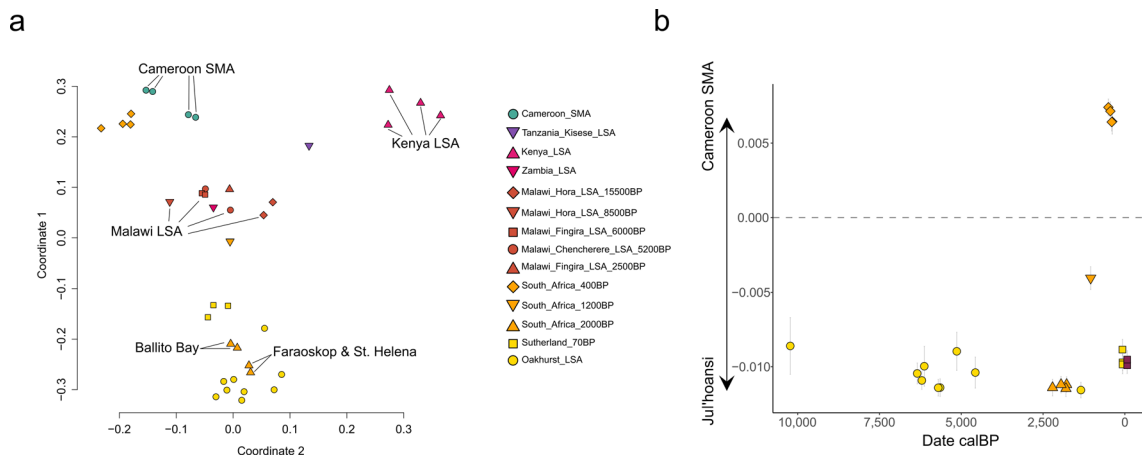 a
Cameroon SMA
Kenya LSA
Malawi LSA
Ballito Bay
Faraoskop & St. Helena
0.3
0.2
0.1
0.0
−0.1
−0.2
−0.3
Coordinate 1
−0.2
−0.1
0.0
0.1
0.2
0.3
Coordinate 2
Cameroon_SMA
Tanzania_Kisese_LSA
Kenya_LSA
Zambia_LSA
Malawi_Hora_LSA_15500BP
Malawi_Hora_LSA_8500BP
Malawi_Fingira_LSA_6000BP
Malawi_Chencherere_LSA_5200BP
Malawi_Fingira_LSA_2500BP
South_Africa_400BP
South_Africa_1200BP
South_Africa_2000BP
Sutherland_70BP
Oakhurst_LSA
b
Cameroon SMA
Jul'hoansi
0.005
0.000
−0.005
−0.010
10,000
7,500
5,000
2,500
0
Date calBP